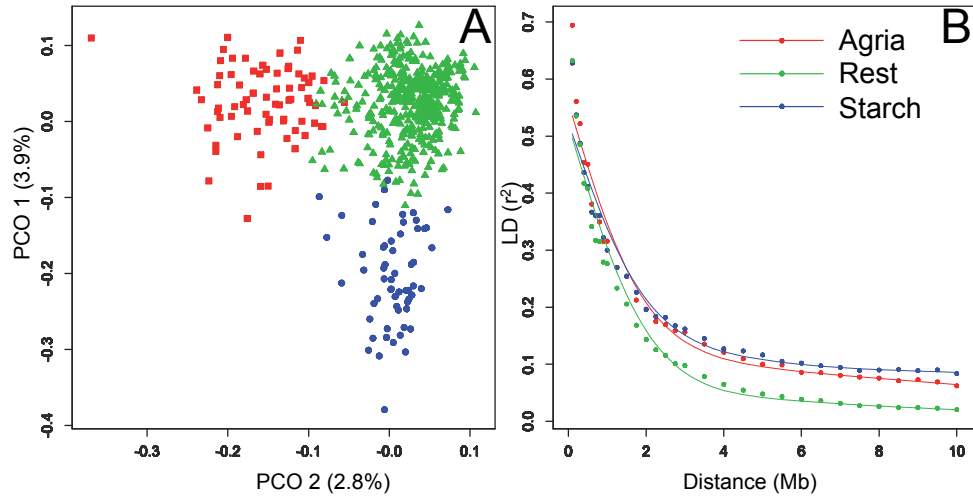 A
0.1
0.0
-0.1
-0.2
-0.3
-0.4
PCO 1 (3.9%)
-0.3
-0.2
-0.1
-0.0
0.1
PCO 2 (2.8%)
B
Agria
Rest
Starch
0.7
0.6
0.5
0.4
0.3
0.2
0.1
0.0
LD (r²)
0
2
4
6
8
10
Distance (Mb)